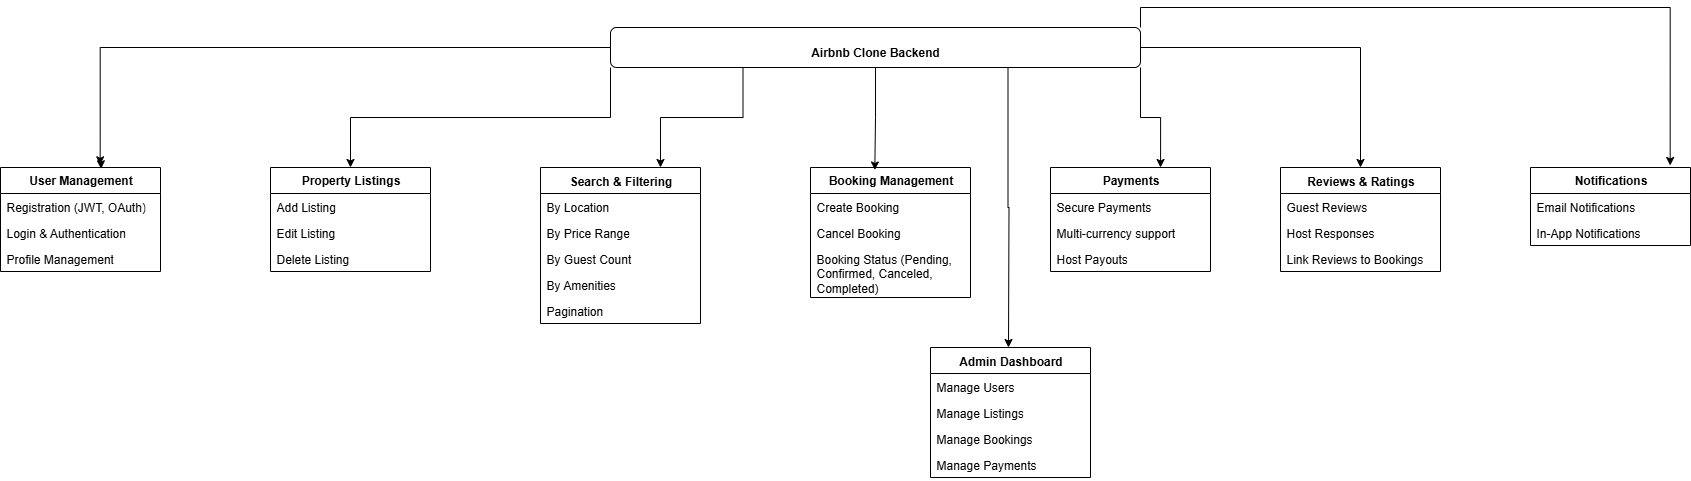 Airbnb Clone Backend
User Management
Registration (JWT, OAuth)
Login & Authentication
Profile Management
Property Listings
Add Listing
Edit Listing
Delete Listing
Search & Filtering
By Location
By Price Range
By Guest Count
By Amenities
Pagination
Booking Management
Create Booking
Cancel Booking
Booking Status (Pending,
Confirmed, Canceled,
Completed)
Payments
Secure Payments
Multi-currency support
Host Payouts
Reviews & Ratings
Guest Reviews
Host Responses
Link Reviews to Bookings
Notifications
Email Notifications
In-App Notifications
Admin Dashboard
Manage Users
Manage Listings
Manage Bookings
Manage Payments